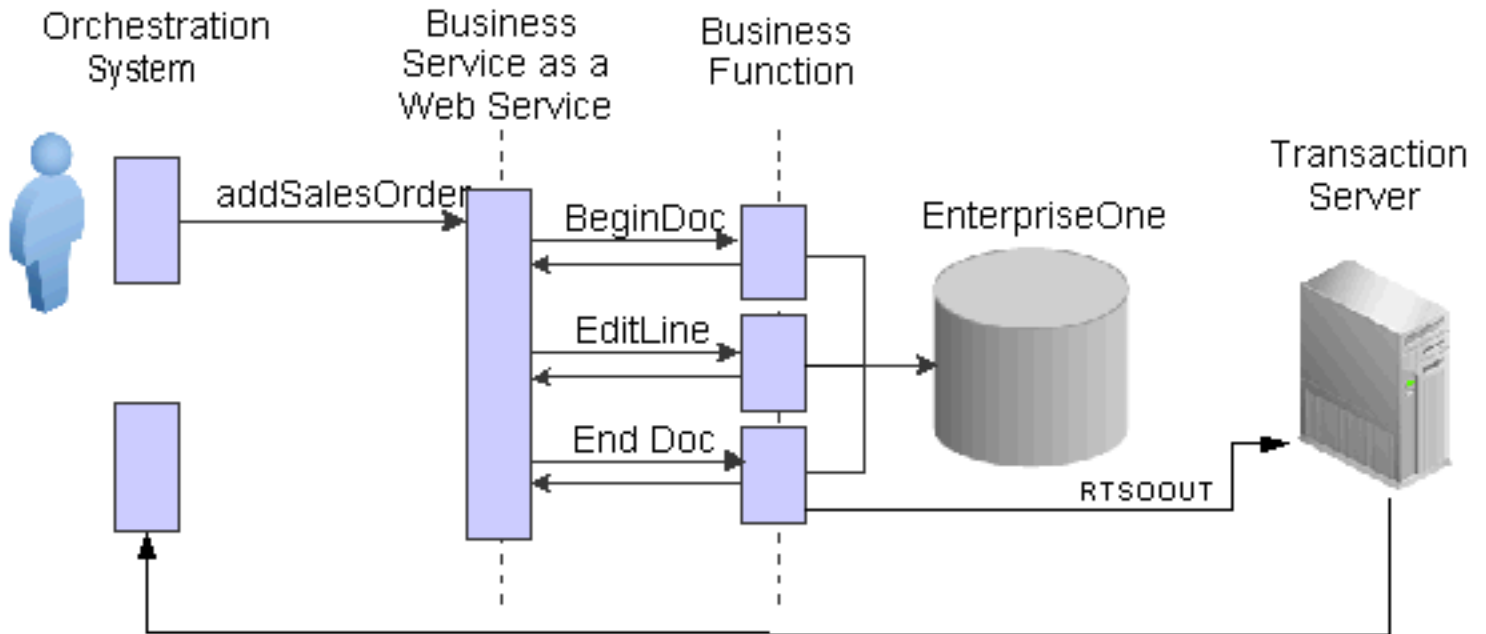 Orchestration
System
Business
Service as a
Web Service
Business
Function
Transaction
Server
addSalesOrder
BeginDoc
EnterpriseOne
EditLine
End Doc
RTSOOUT